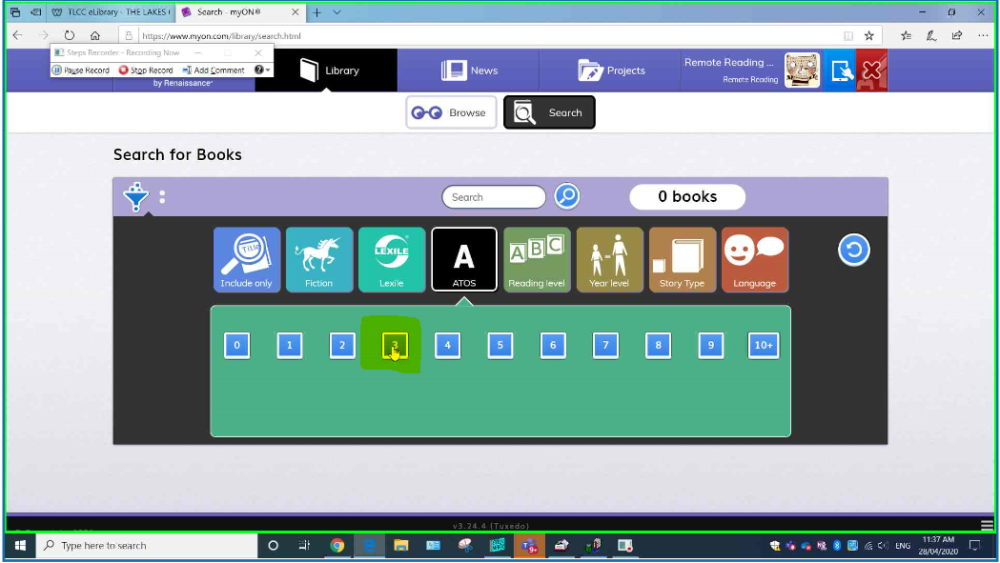 TLCC eLibrary - THE LAKES
Search - myON®
https://www.myon.com/library/search.html
Steps Recorder - Recording Now
Pause Record Stop Record Add Comment
by Renaissance®
Library
News
Projects
Remote Reading ...
Remote Reading
Browse
Search
Search for Books
Search
0 books
Title
Include only
Fiction
LEXILE
Lexile
A
ATOS
A B C
Reading level
Year level
Story Type
Language
0 1 2 3 4 5 6 7 8 9 10+
v3.24.4 (Tuxedo)
Type here to search
9+
ENG
11:37 AM
28/04/2020